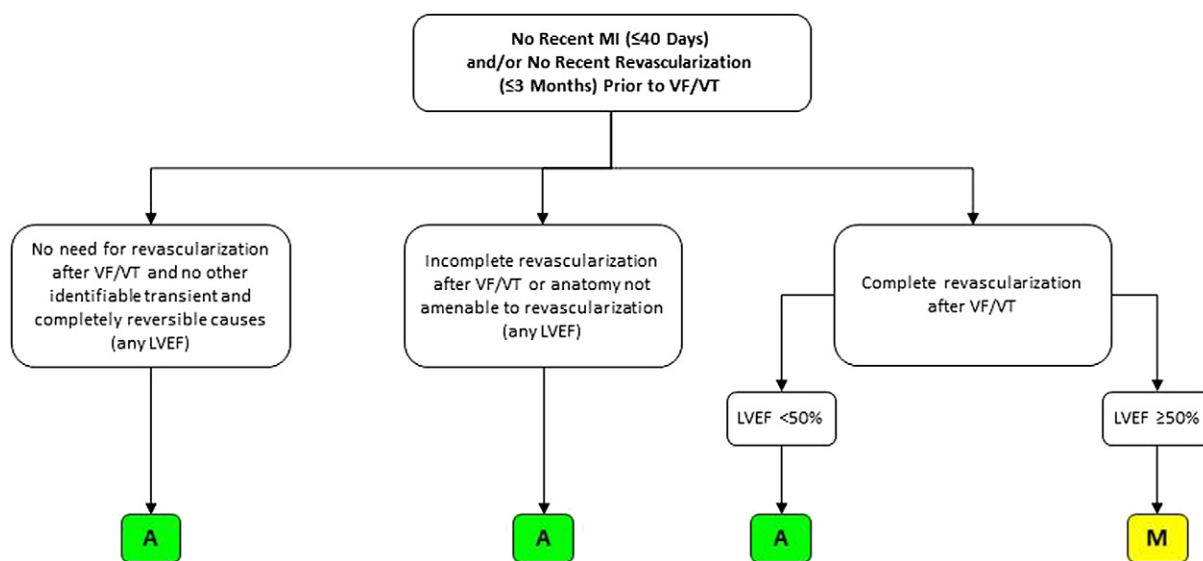 No Recent MI (≤40 Days)
and/or No Recent Revascularization
(≤3 Months) Prior to VF/VT
No need for revascularization
after VF/VT and no other
identifiable transient and
completely reversible causes
(any LVEF)
Incomplete revascularization
after VF/VT or anatomy not
amenable to revascularization
(any LVEF)
Complete revascularization
after VF/VT
LVEF <50%
LVEF ≥50%
A
A
A
M